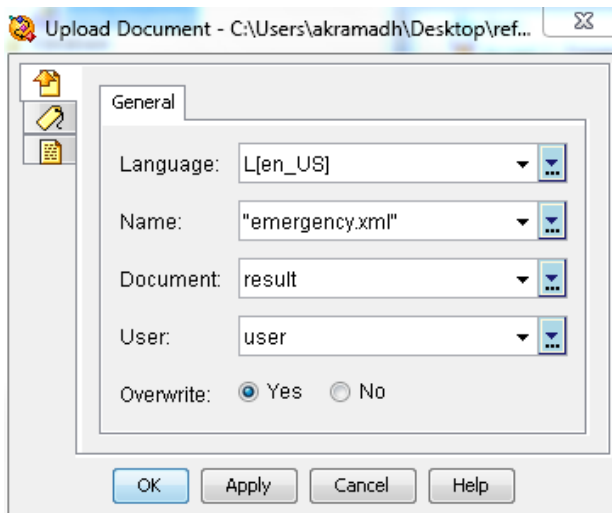 Upload Document - C:\Users\akramadh\Desktop\ref...
General
Language: L[en_US]
Name: "emergency.xml"
Document: result
User: user
Overwrite: Yes No
OK Apply Cancel Help